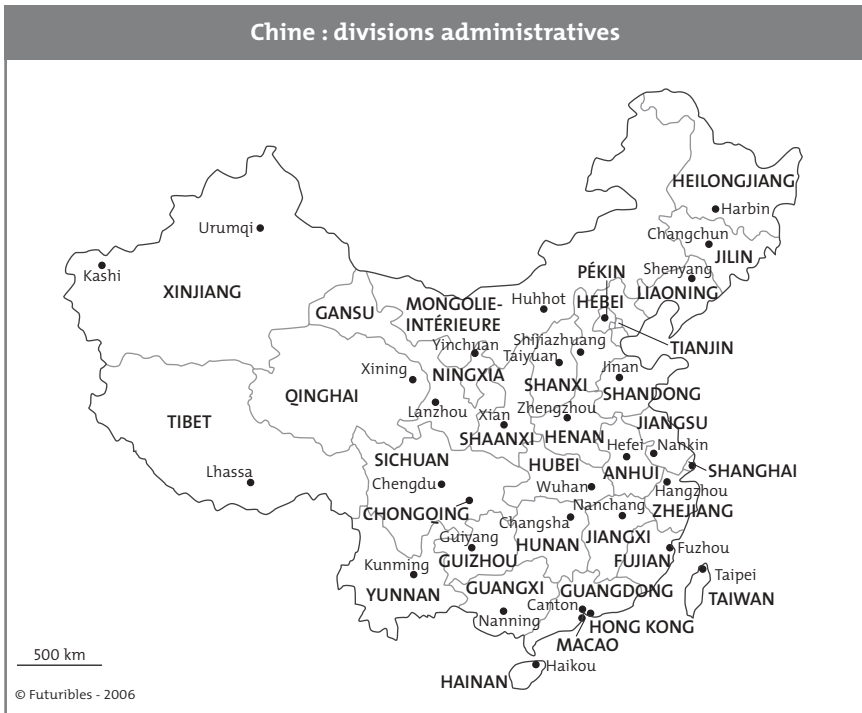 Chine : divisions administratives
HEILONGJIANG
Harbin
Changchun
JILIN
Urumqi
Shenyang
Kashi
PÉKIN
LIAONING
XINJIANG
GANSU
MONGOLIE-
INTÉRIEURE
Huhhot
HEBEI
Yinchuan
Shijiazhuang
Taiyuan
TIANJIN
Xining
NINGXIA
Jinan
QINGHAI
SHANXI
SHANDONG
Lanzhou
Xian
Zhengzhou
TIBET
JIANGSU
SHAANXI
HENAN
Hefei
Nankin
SICHUAN
HUBEI
ANHUI
SHANGHAI
Lhassa
Chengdu
Wuhan
Hangzhou
CHONGQING
Nanchang
ZHEJIANG
Changsha
Guiyang
HUNAN
JIANGXI
GUIZHOU
FUJIAN
Fuzhou
Kunming
Taipei
YUNNAN
GUANGXI
GUANGDONG
TAIWAN
Canton
Nanning
HONG KONG
MACAO
500 km
Haikou
HAINAN
© Futuribles - 2006